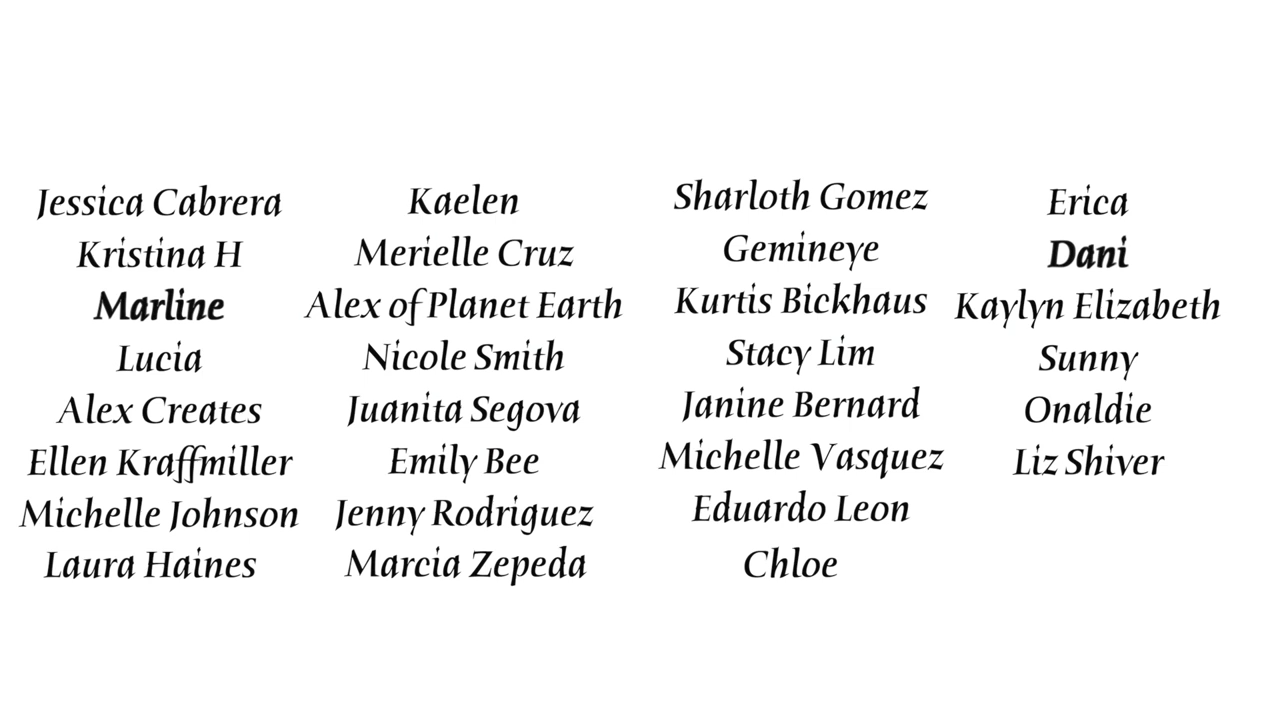 Jessica Cabrera
Kristina H
Marline
Lucia
Alex Creates
Ellen Kraffmiller
Michelle Johnson
Laura Haines
Kaelen
Merielle Cruz
Alex of Planet Earth
Nicole Smith
Juanita Segova
Emily Bee
Jenny Rodriguez
Marcia Zepeda
Sharloth Gomez
Gemineye
Kurtis Bickhaus
Stacy Lim
Janine Bernard
Michelle Vasquez
Eduardo Leon
Chloe
Erica
Dani
Kaylyn Elizabeth
Sunny
Onaldie
Liz Shiver